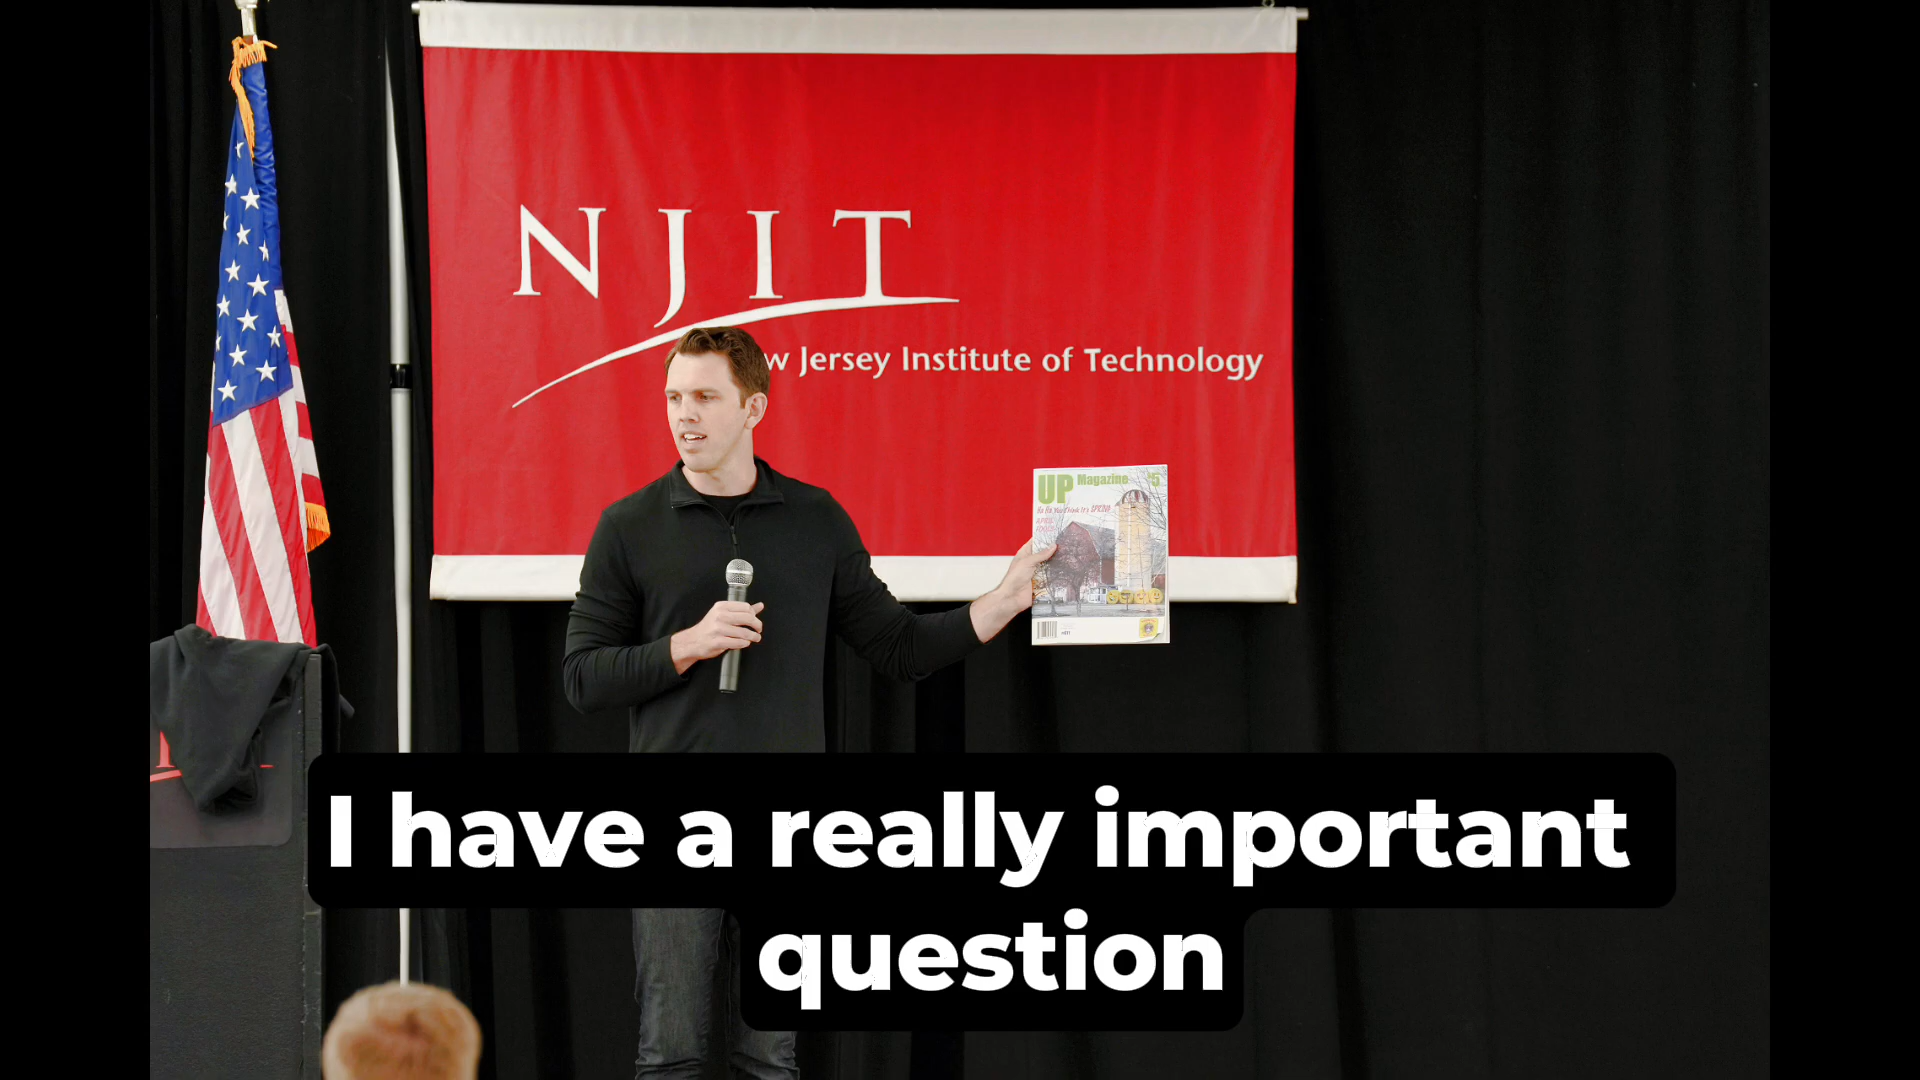 NJIT
w Jersey Institute of Technology
UP Magazine
I have a really important
question